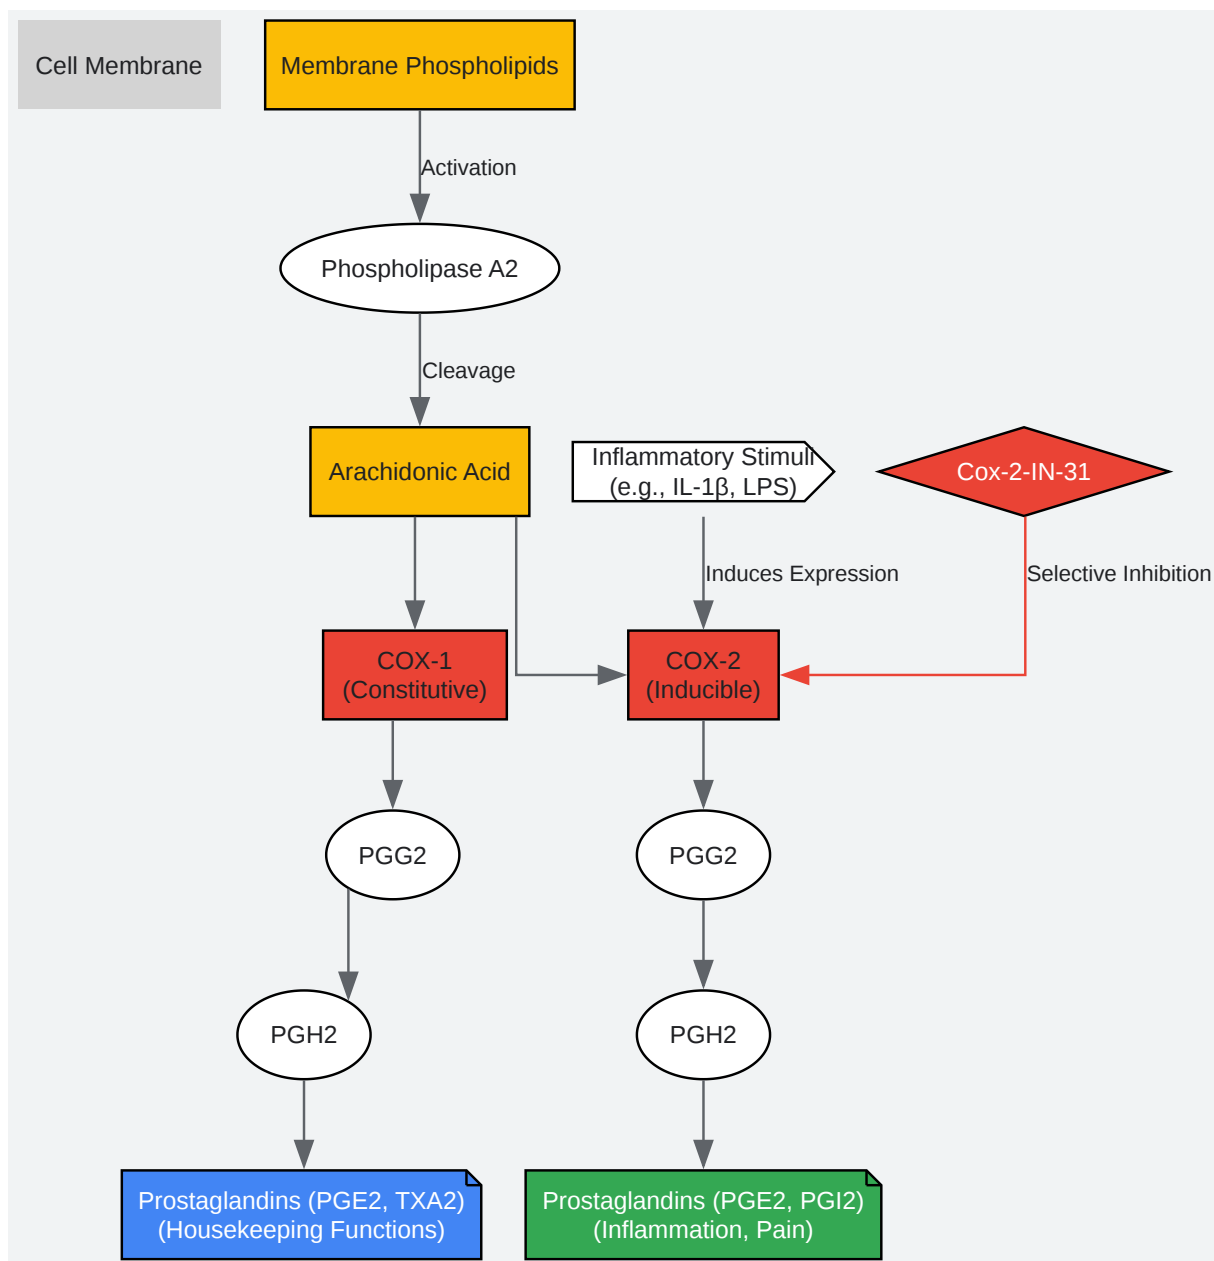 Cell Membrane
Membrane Phospholipids
Activation
Phospholipase A2
Cleavage
Arachidonic Acid
Inflammatory Stimuli
(e.g., IL-1β, LPS)
Cox-2-IN-31
Induces Expression
Selective Inhibition
COX-1
(Constitutive)
COX-2
(Inducible)
PGG2
PGG2
PGH2
PGH2
Prostaglandins (PGE2, TXA2)
(Housekeeping Functions)
Prostaglandins (PGE2, PGI2)
(Inflammation, Pain)